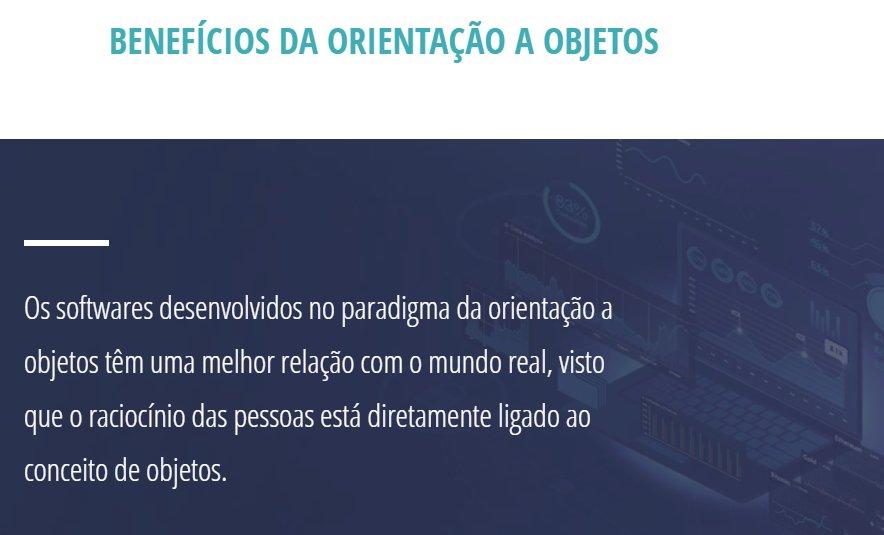 BENEFÍCIOS DA ORIENTAÇÃO A OBJETOS
83%
Os softwares desenvolvidos no paradigma da orientação a
objetos têm uma melhor relação com o mundo real, visto
que o raciocínio das pessoas está diretamente ligado ao
conceito de objetos.